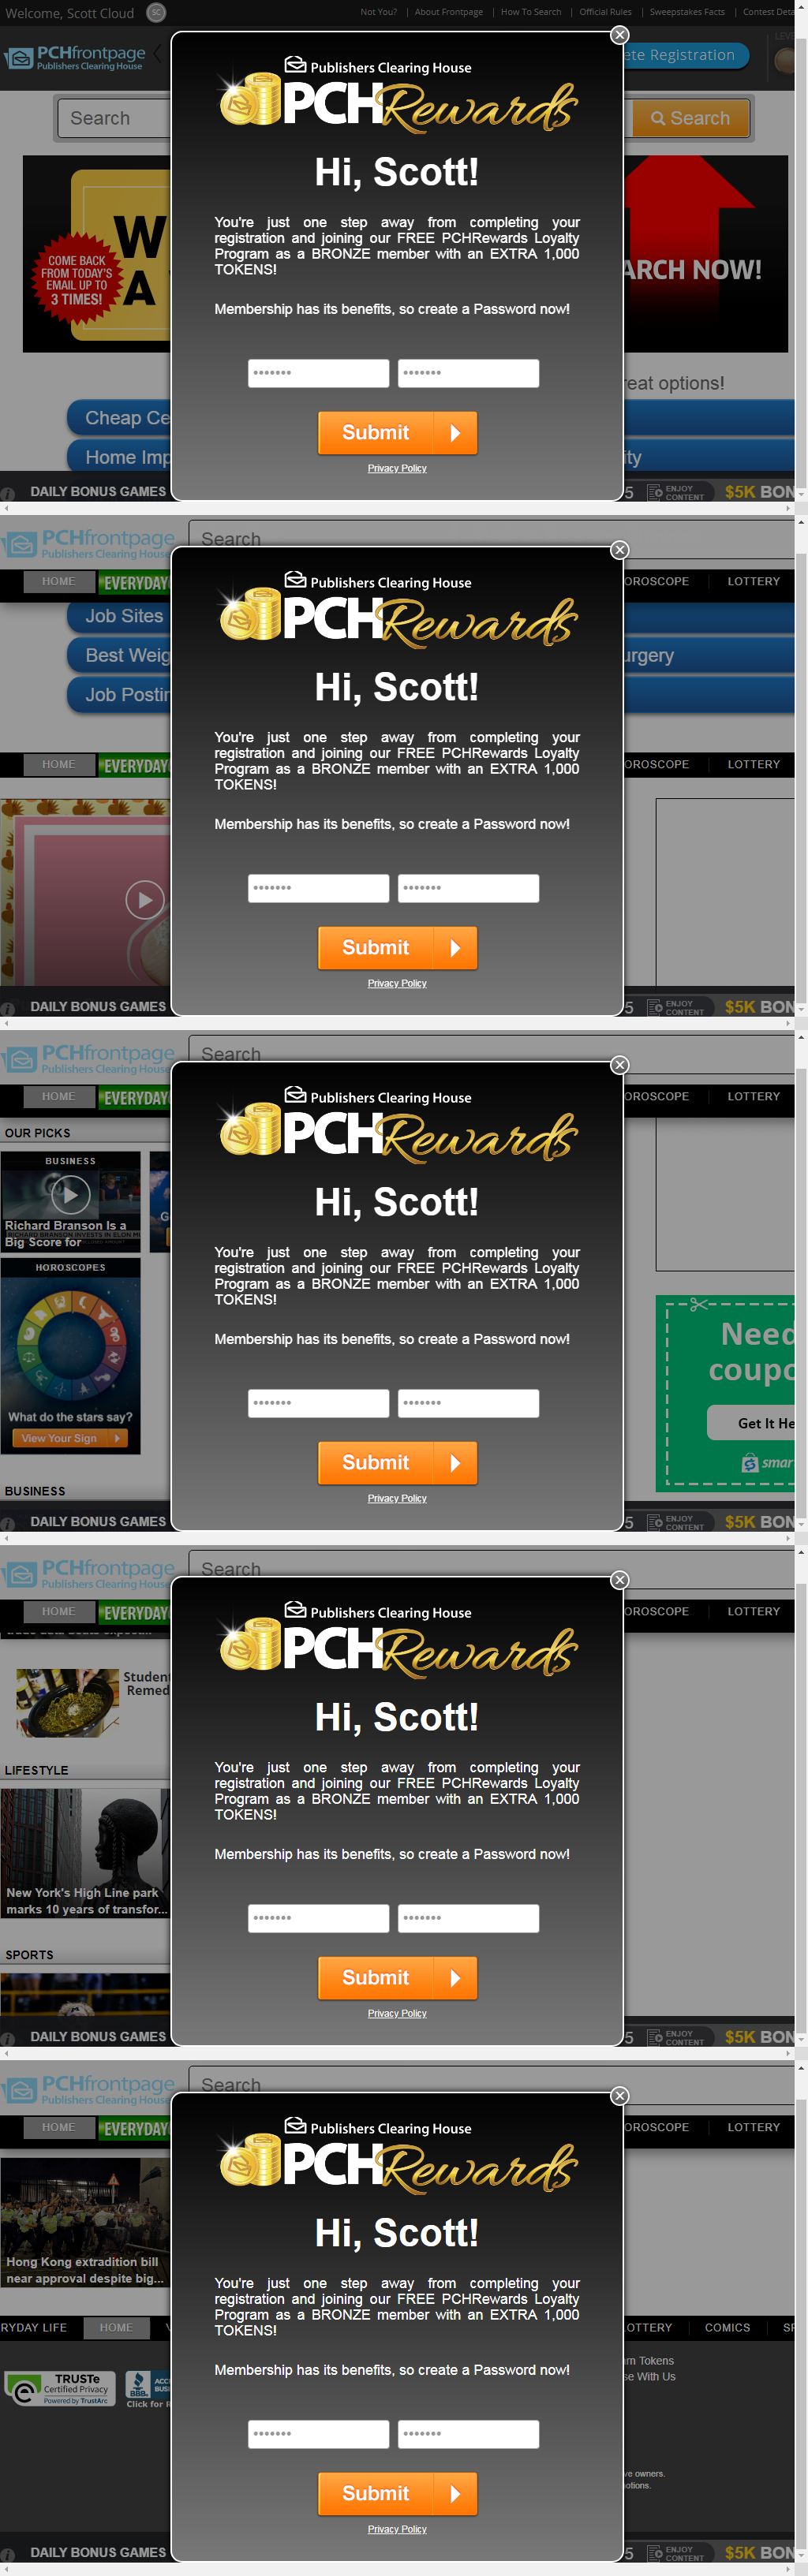 Welcome, Scott Cloud
SC
Not You? | About Frontpage | How To Search | Official Rules | Sweepstakes Facts | Contest Deta
PCHfrontpage
Publishers Clearing House
ete Registration
LEVE
Search
Search
COME BACK
FROM TODAY'S
EMAIL UP TO
3 TIMES!
W
A
ARCH NOW!
Publishers Clearing House
PCHRewards
Hi, Scott!
You're just one step away from completing your
registration and joining our FREE PCHRewards Loyalty
Program as a BRONZE member with an EXTRA 1,000
TOKENS!
Membership has its benefits, so create a Password now!
Submit
Privacy Policy
reat options!
Cheap Ce
Home Imp
ity
DAILY BONUS GAMES
5
ENJOY
CONTENT
$5K BON
PCHfrontpage
Publishers Clearing House
Search
HOME
EVERYDAY
OROSCOPE
LOTTERY
Job Sites
Best Weig
urgery
Job Postin
HOME
EVERYDAY
OROSCOPE
LOTTERY
Publishers Clearing House
PCHRewards
Hi, Scott!
You're just one step away from completing your
registration and joining our FREE PCHRewards Loyalty
Program as a BRONZE member with an EXTRA 1,000
TOKENS!
Membership has its benefits, so create a Password now!
Submit
Privacy Policy
DAILY BONUS GAMES
5
ENJOY
CONTENT
$5K BON
PCHfrontpage
Publishers Clearing House
Search
HOME
EVERYDAY
OROSCOPE
LOTTERY
OUR PICKS
BUSINESS
Richard Branson Is a
Big Score for
G
HOROSCOPES
What do the stars say?
View Your Sign
BUSINESS
Need
coupo
Get It He
smar
Publishers Clearing House
PCHRewards
Hi, Scott!
You're just one step away from completing your
registration and joining our FREE PCHRewards Loyalty
Program as a BRONZE member with an EXTRA 1,000
TOKENS!
Membership has its benefits, so create a Password now!
Submit
Privacy Policy
DAILY BONUS GAMES
5
ENJOY
CONTENT
$5K BON
PCHfrontpage
Publishers Clearing House
Search
HOME
EVERYDAY
OROSCOPE
LOTTERY
Student
Remed
LIFESTYLE
New York's High Line park
marks 10 years of transfor...
SPORTS
Publishers Clearing House
PCHRewards
Hi, Scott!
You're just one step away from completing your
registration and joining our FREE PCHRewards Loyalty
Program as a BRONZE member with an EXTRA 1,000
TOKENS!
Membership has its benefits, so create a Password now!
Submit
Privacy Policy
DAILY BONUS GAMES
5
ENJOY
CONTENT
$5K BON
PCHfrontpage
Publishers Clearing House
Search
HOME
EVERYDAY
OROSCOPE
LOTTERY
Hong Kong extradition bill
near approval despite big...
Publishers Clearing House
PCHRewards
Hi, Scott!
You're just one step away from completing your
registration and joining our FREE PCHRewards Loyalty
Program as a BRONZE member with an EXTRA 1,000
TOKENS!
Membership has its benefits, so create a Password now!
Submit
Privacy Policy
RYDAY LIFE
HOME
LOTTERY
COMICS
SP
TRUSTe
Certified Privacy
Powered by TrustArc
BBB
ACC
BUS
Click for R
rn Tokens
se With Us
ve owners.
otions.
DAILY BONUS GAMES
5
ENJOY
CONTENT
$5K BON